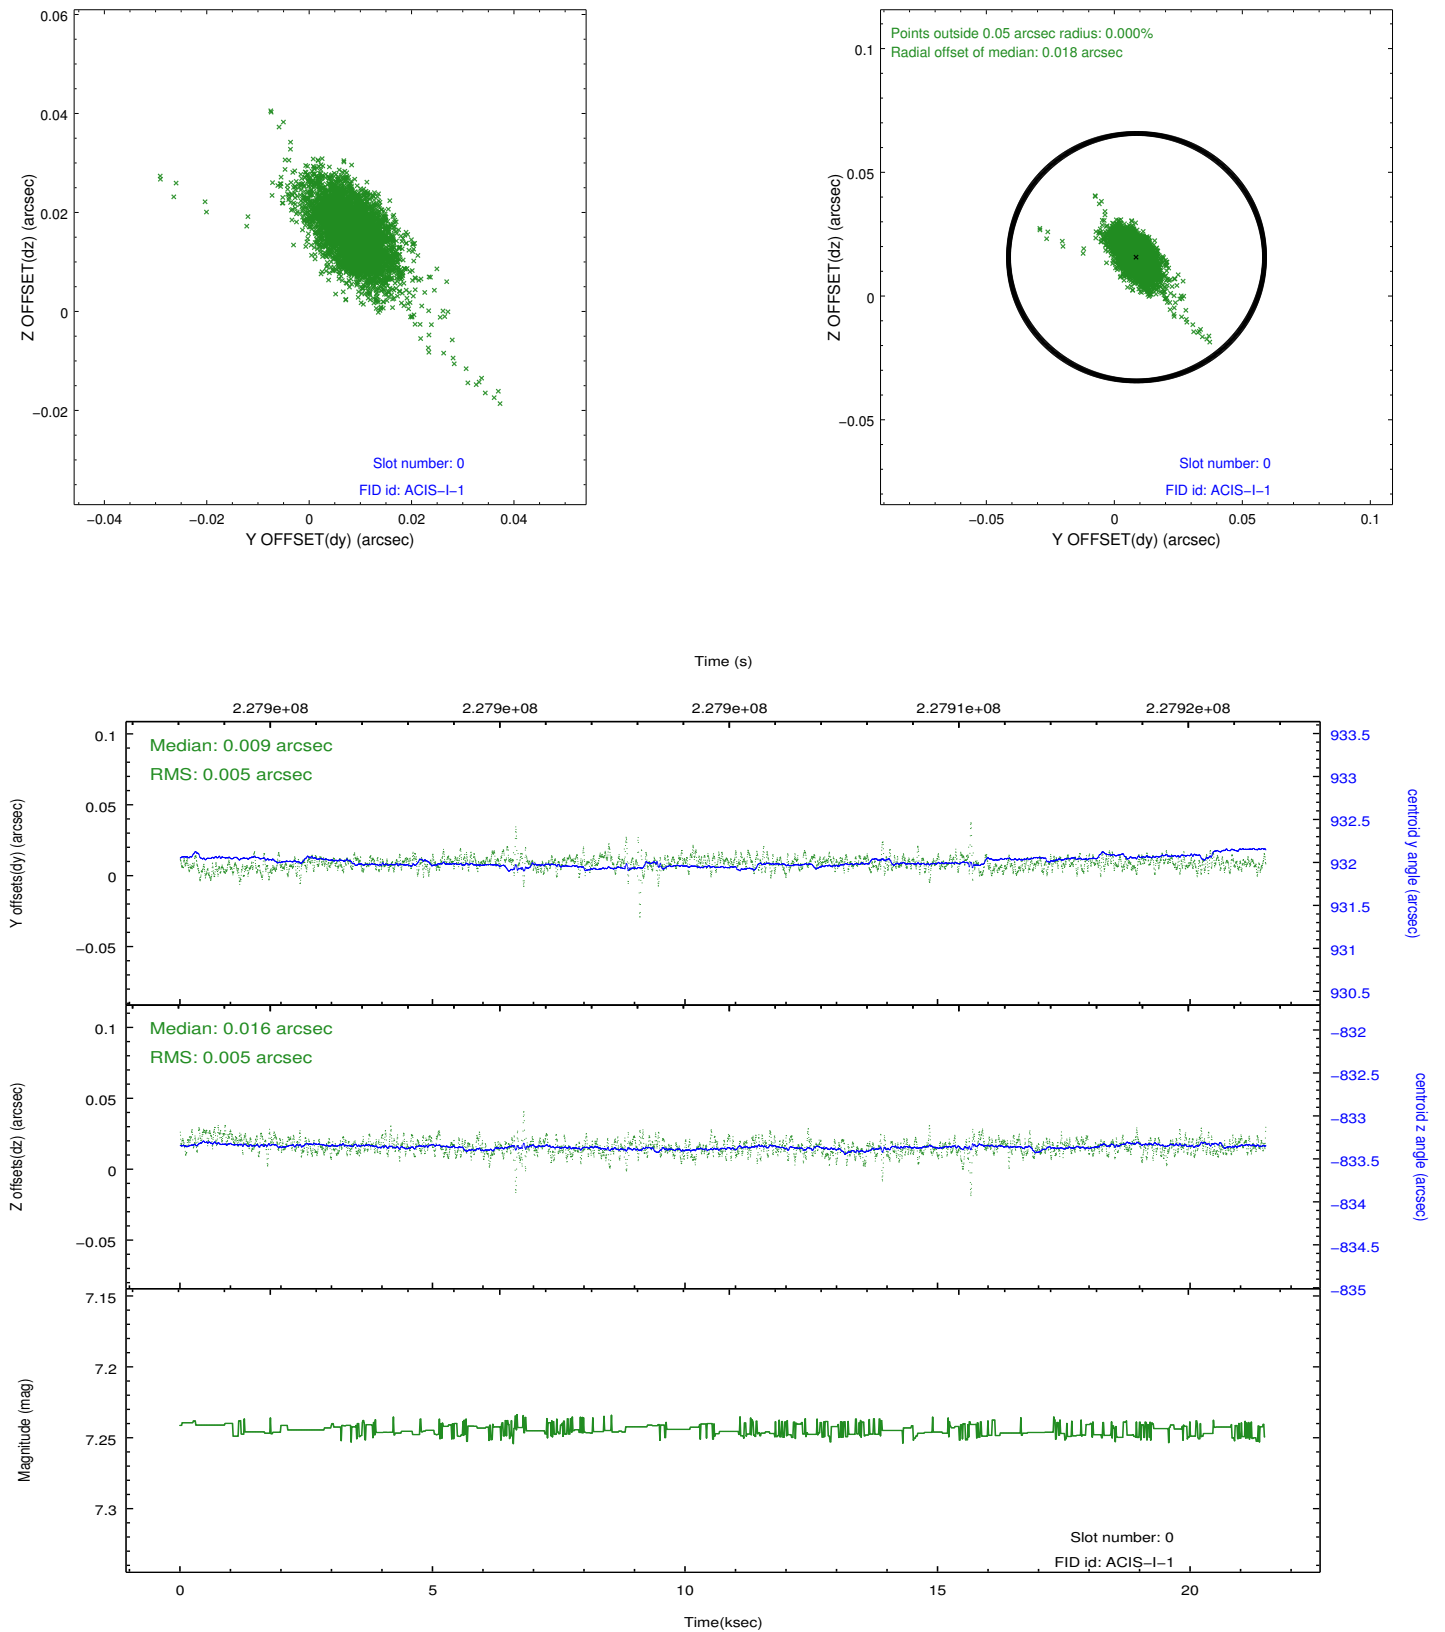 0.06
0.04
0.02
0
−0.02
Z OFFSET(dz) (arcsec)
Slot number: 0
FID id: ACIS−I−1
−0.04
−0.02
0
0.02
0.04
Y OFFSET(dy) (arcsec)
Points outside 0.05 arcsec radius: 0.000%
Radial offset of median: 0.018 arcsec
0.1
0.05
0
−0.05
Z OFFSET(dz) (arcsec)
Slot number: 0
FID id: ACIS−I−1
−0.05
0
0.05
0.1
Y OFFSET(dy) (arcsec)
Time (s)
2.279e+08
2.279e+08
2.279e+08
2.2791e+08
2.2792e+08
Median: 0.009 arcsec
RMS: 0.005 arcsec
0.1
0.05
0
−0.05
Y offsets(dy) (arcsec)
933.5
933
932.5
932
931.5
931
930.5
centroid y angle (arcsec)
Median: 0.016 arcsec
RMS: 0.005 arcsec
0.1
0.05
0
−0.05
Z offsets(dz) (arcsec)
−832
−832.5
−833
−833.5
−834
−834.5
−835
centroid z angle (arcsec)
7.15
7.2
7.25
7.3
Magnitude (mag)
Slot number: 0
FID id: ACIS−I−1
0
5
10
15
20
Time(ksec)